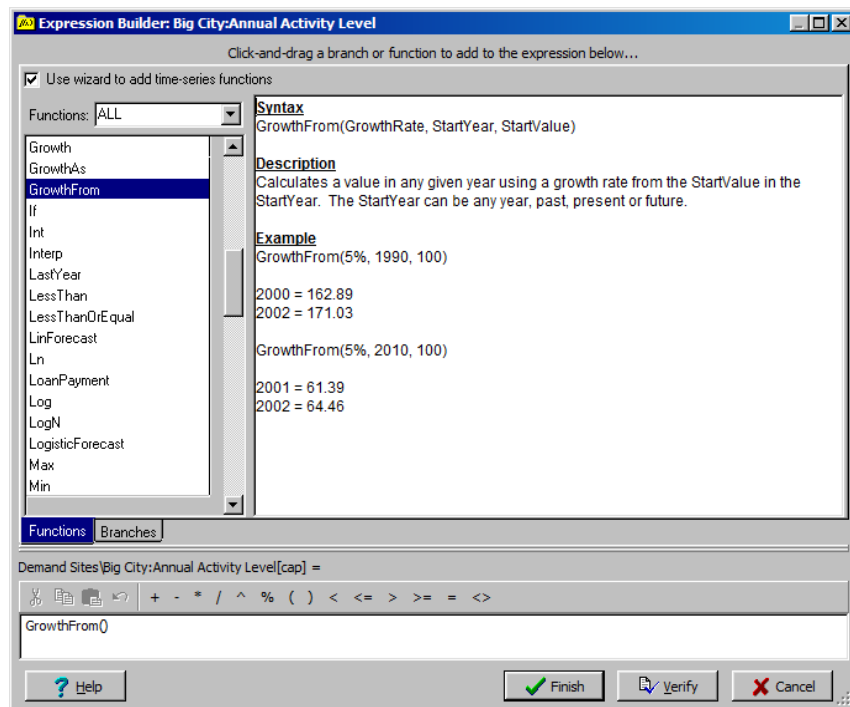 Expression Builder: Big City:Annual Activity Level
Click-and-drag a branch or function to add to the expression below...
Use wizard to add time-series functions
Functions: ALL
Growth
GrowthAs
GrowthFrom
If
Int
Interp
LastYear
LessThan
LessThanOrEqual
LinForecast
Ln
LoanPayment
Log
LogN
LogisticForecast
Max
Min
Syntax
GrowthFrom(GrowthRate, StartYear, StartValue)
Description
Calculates a value in any given year using a growth rate from the StartValue in the
StartYear. The StartYear can be any year, past, present or future.
Example
GrowthFrom(5%, 1990, 100)
2000 = 162.89
2002 = 171.03
GrowthFrom(5%, 2010, 100)
2001 = 61.39
2002 = 64.46
Functions Branches
Demand Sites\Big City:Annual Activity Level[cap] =
+ - * / ^ % ( ) < <= > >= = <>
GrowthFrom()
Help Finish Verify Cancel